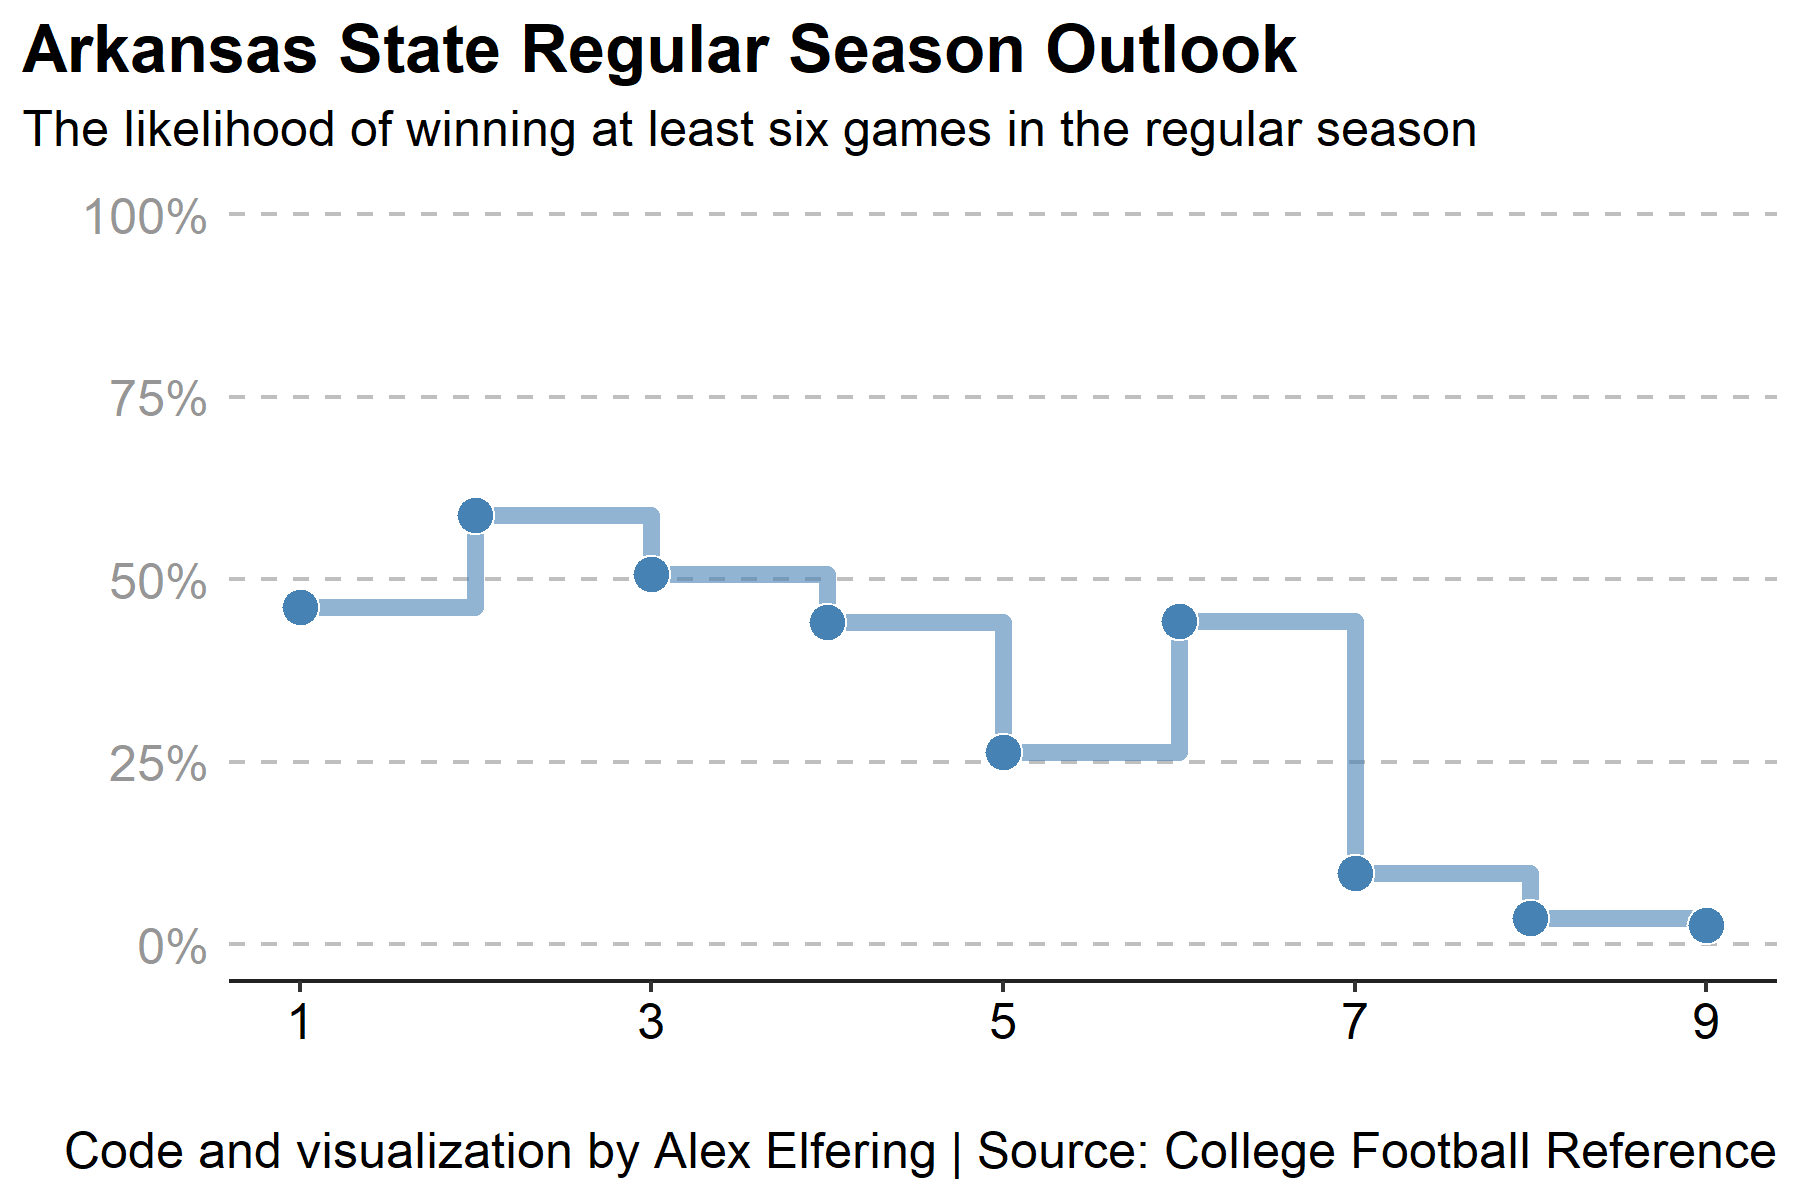 Arkansas State Regular Season Outlook
The likelihood of winning at least six games in the regular season
100%
75%
50%
25%
0%
1 3 5 7 9
Code and visualization by Alex Elfering | Source: College Football Reference